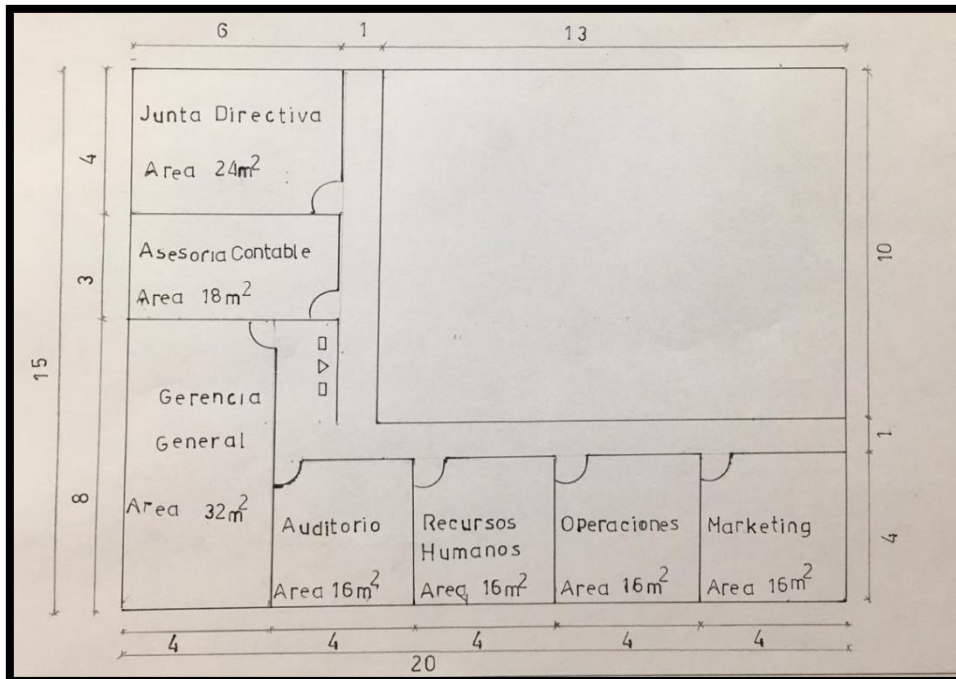 6 1 13
Junta Directiva
Area 24m²
4
Asesoria Contable
Area 18m²
3
10
15
Gerencia
General
Area 32m²
8
1
Auditorio
Area 16m²
Recursos
Humanos
Area 16m²
Operaciones
Area 16m²
Marketing
Area 16m²
4
4 4 4 4 4
20